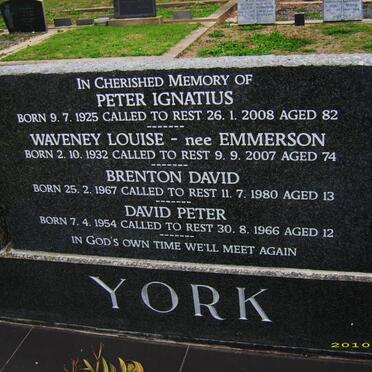 IN CHERISHED MEMORY OF
PETER IGNATIUS
BORN 9. 7. 1925 CALLED TO REST 26. 1. 2008 AGED 82
WAVENEY LOUISE - nee EMMERSON
BORN 2. 10. 1932 CALLED TO REST 9. 9. 2007 AGED 74
BRENTON DAVID
BORN 25. 2. 1967 CALLED TO REST 11. 7. 1980 AGED 13
DAVID PETER
BORN 7. 4. 1954 CALLED TO REST 30. 8. 1966 AGED 12
IN GOD'S OWN TIME WE'LL MEET AGAIN
YORK
2010